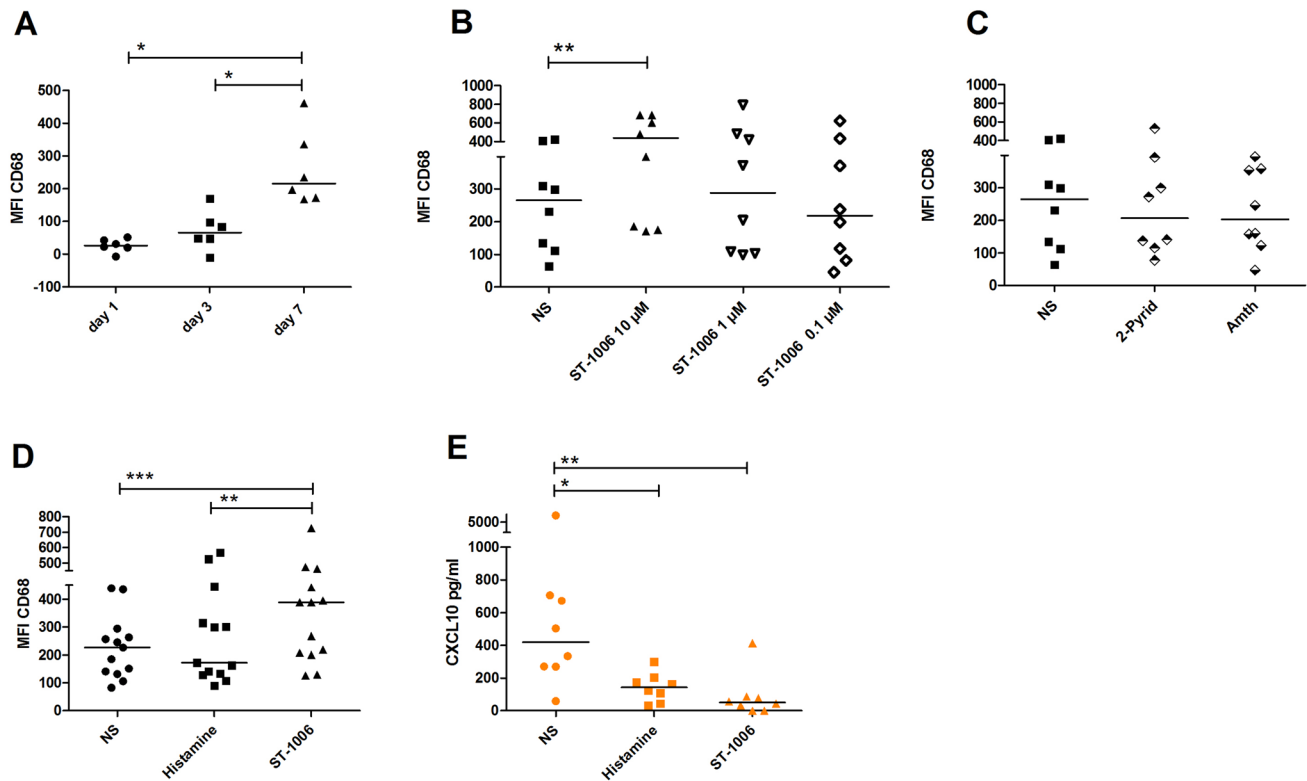 A
*
*
MFI CD68
500
400
300
200
100
0
-100
day 1
day 3
day 7
B
**
MFI CD68
1000
800
600
400
300
200
100
0
NS
ST-1006 10 µM
ST-1006 1 µM
ST-1006 0.1 µM
C
MFI CD68
1000
800
600
400
300
200
100
0
NS
2-Pyrid
Amth
D
***
**
MFI CD68
800
700
600
500
400
300
200
100
0
NS
Histamine
ST-1006
E
**
*
CXCL10 pg/ml
5000
1000
800
600
400
200
0
NS
Histamine
ST-1006